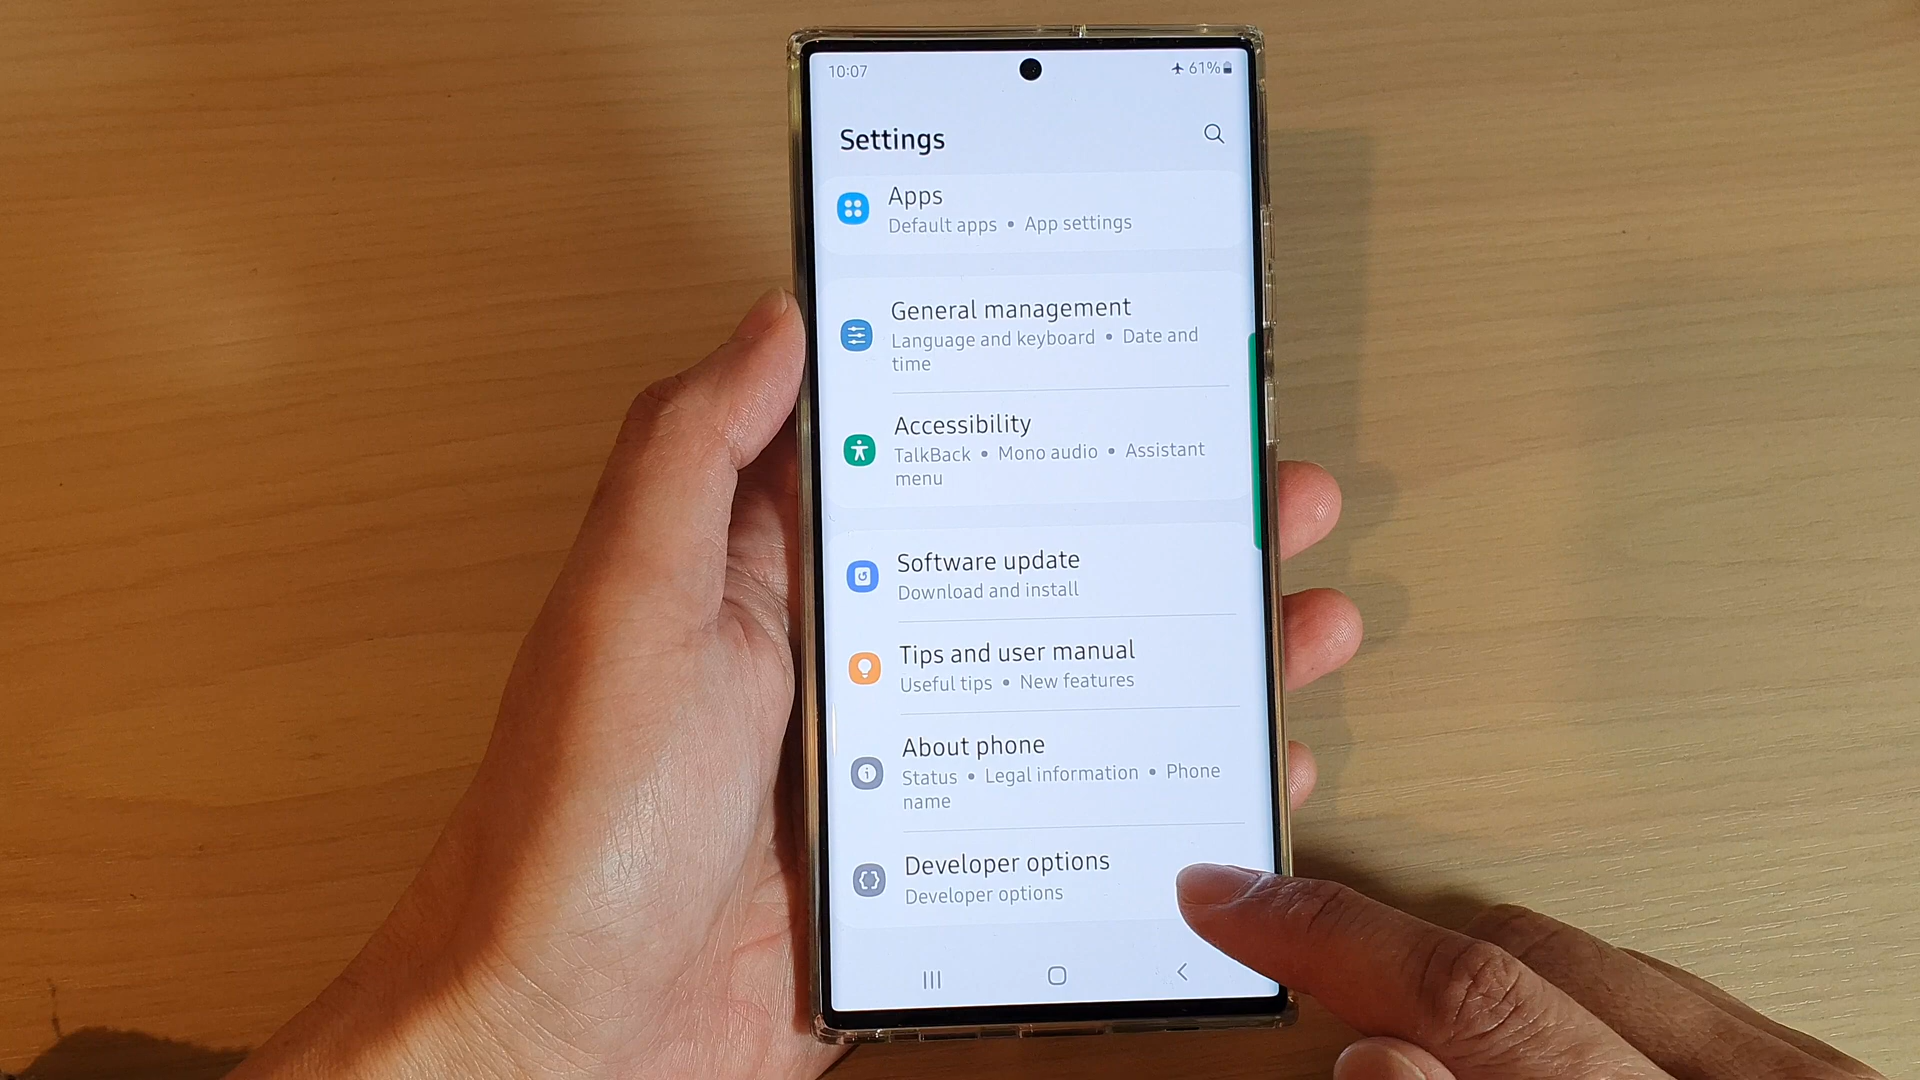 10:07
61%
Settings
Apps
Default apps • App settings
General management
Language and keyboard • Date and
time
Accessibility
TalkBack • Mono audio • Assistant
menu
Software update
Download and install
Tips and user manual
Useful tips • New features
About phone
Status • Legal information • Phone
name
Developer options
Developer options